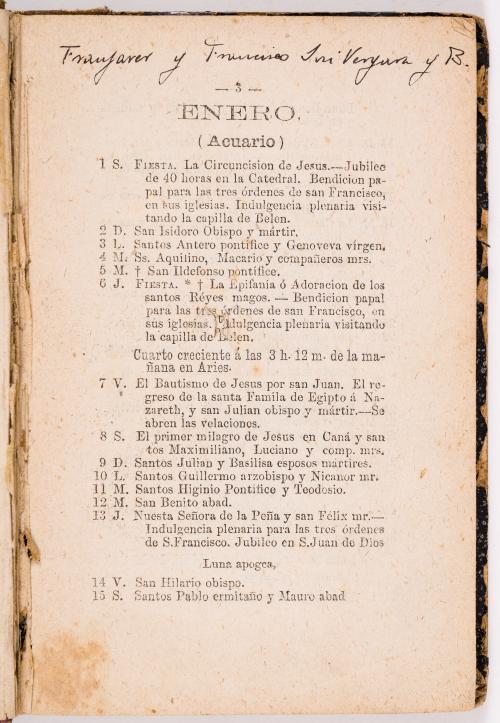 y Francisco José Vergara y B.
— 3 —
ENERO.
(Acuario)
1 S. FIESTA. La Circuncision de Jesus.—Jubileo
de 40 horas en la Catedral. Bendicion pa-
pal para las tres órdenes de san Francisco,
en sus iglesias. Indulgencia plenaria visi-
tando la capilla de Belen.
2 D. San Isidoro Obispo y mártir.
3 L. Santos Antero pontífice y Genoveva vírgen.
4 M. Ss. Aquilino, Macario y compañeros mrs.
5 M. † San Ildefonso pontífice.
6 J. FIESTA. * † La Epifanía ó Adoracion de los
santos Reyes magos. — Bendicion papal
para las tres órdenes de san Francisco, en
sus iglesias. Indulgencia plenaria visitando
la capilla de Belen.
Cuarto creciente á las 3 h. 12 m. de la ma-
ñana en Aries.
7 V. El Bautismo de Jesus por san Juan. El re-
greso de la santa Famila de Egipto á Na-
zareth, y san Julian obispo y mártir.—Se
abren las velaciones.
8 S. El primer milagro de Jesus en Caná y san
tos Maximiliano, Luciano y comp. mrs.
9 D. Santos Julian y Basilisa esposos martires.
10 L. Santos Guillermo arzobispo y Nicanor mr.
11 M. Santos Higinio Pontifice y Teodosio.
12 M. San Benito abad.
13 J. Nuesta Señora de la Peña y san Félix mr.—
Indulgencia plenaria para las tres órdenes
de S.Francisco. Jubileo en S.Juan de Dios
Luna apogea,
14 V. San Hilario obispo.
15 S. Santos Pablo ermitaño y Mauro abad